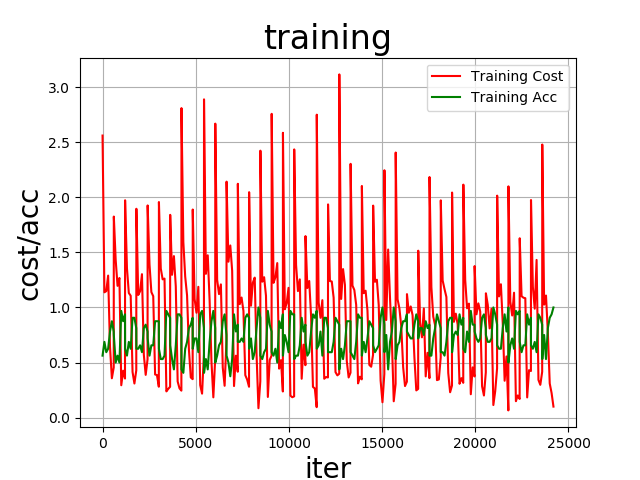 training
Training Cost
Training Acc
cost/acc
3.0
2.5
2.0
1.5
1.0
0.5
0.0
0
5000
10000
15000
20000
25000
iter